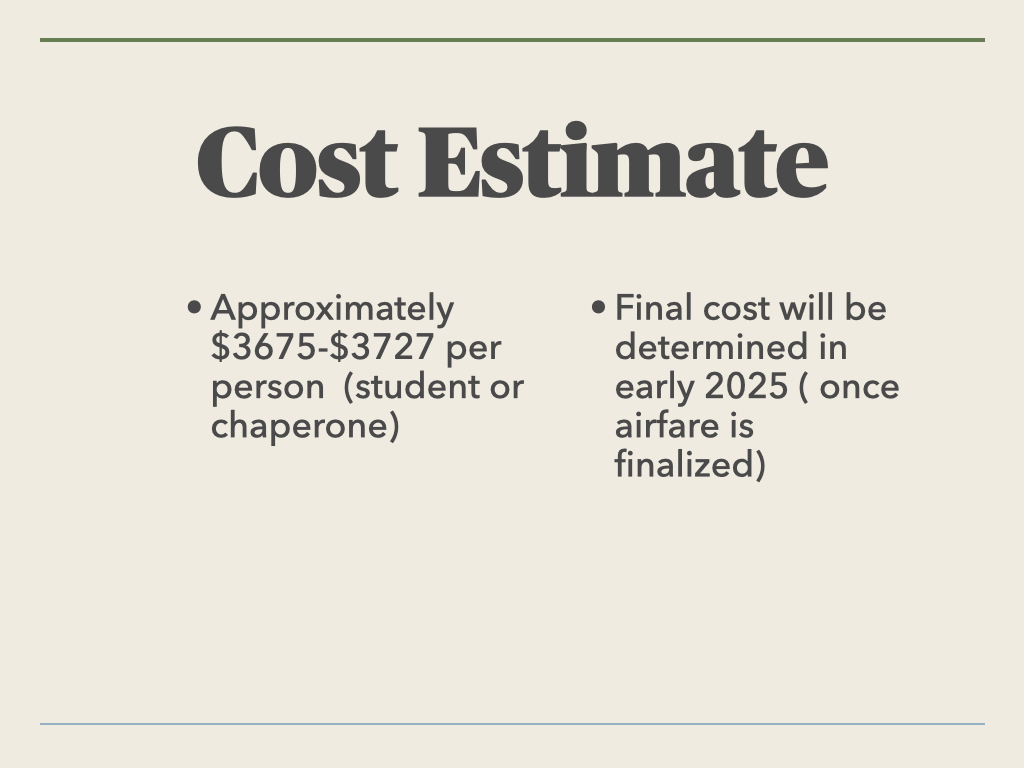 Cost Estimate
• Approximately
$3675-$3727 per
person  (student or
chaperone)
• Final cost will be
determined in
early 2025 ( once
airfare is
finalized)